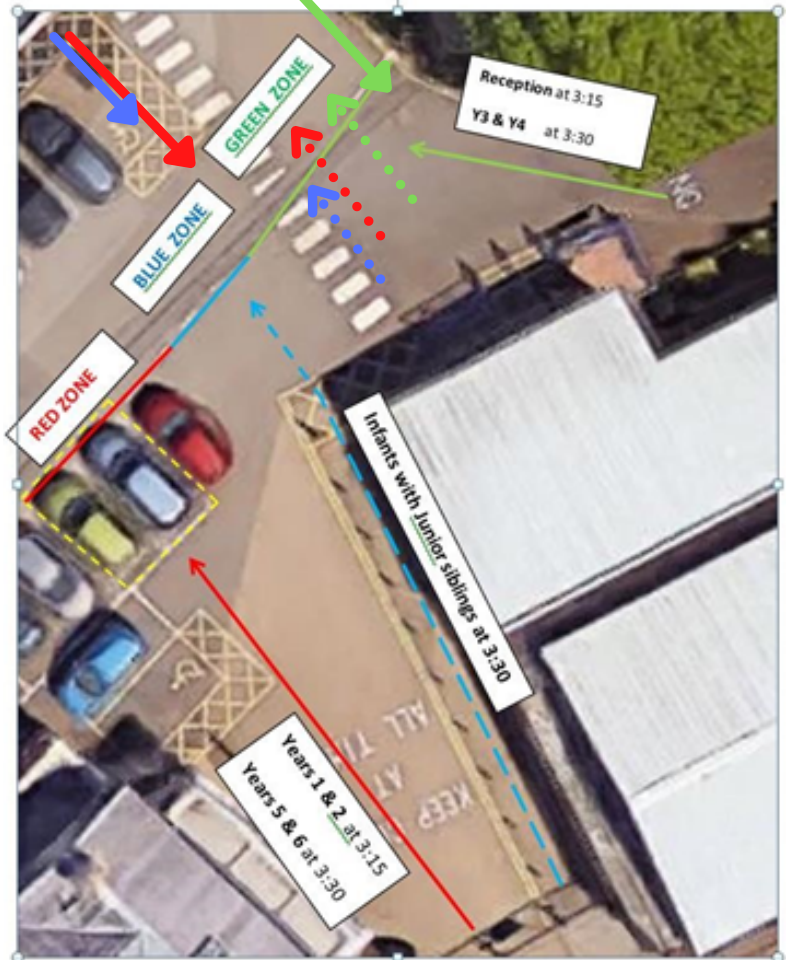 GREEN ZONE
Reception at 3:15
Y3 & Y4 at 3:30
BLUE ZONE
RED ZONE
Infants with Junior siblings at 3:30
Years 1 & 2 at 3:15
Years 5 & 6 at 3:30
KEEP
AT
ALL